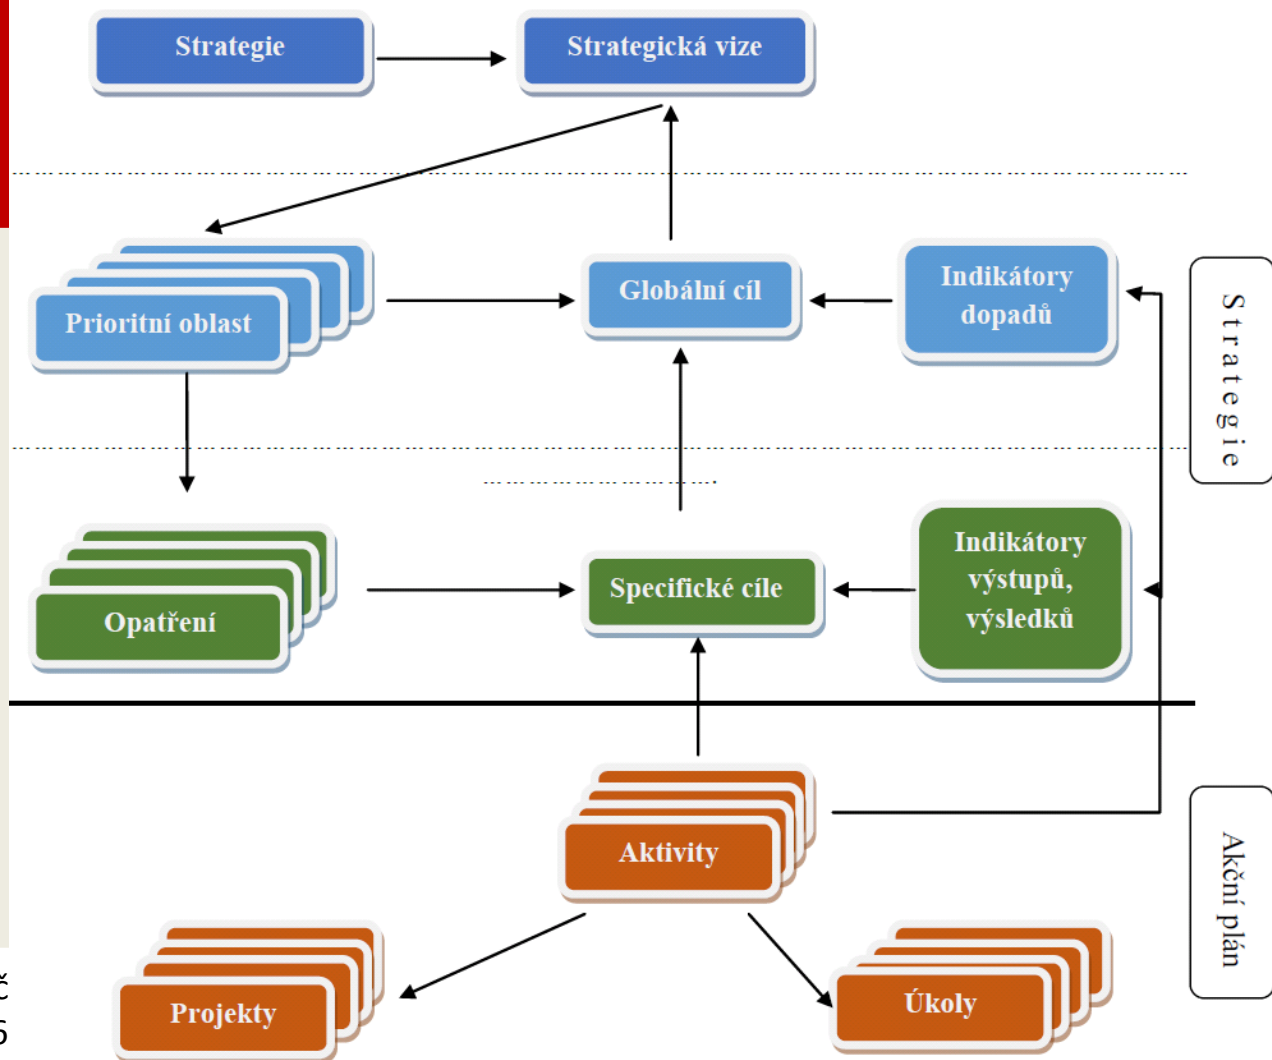 Strategie
Strategická vize
Prioritní oblast
Globální cíl
Indikátory
dopadů
Strategie
Opatření
Specifické cíle
Indikátory
výstupů,
výsledků
Aktivity
Akční plán
Projekty
Úkoly
č